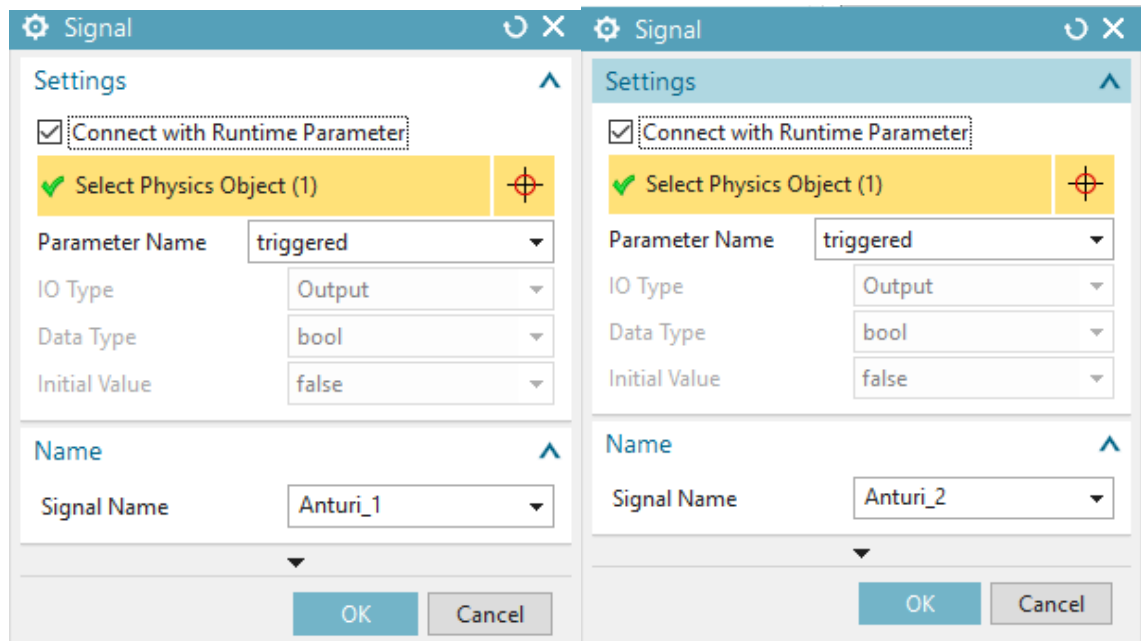 Signal
Settings
Connect with Runtime Parameter
Select Physics Object (1)
Parameter Name triggered
IO Type Output
Data Type bool
Initial Value false
Name
Signal Name Anturi_1
OK Cancel
Signal
Settings
Connect with Runtime Parameter
Select Physics Object (1)
Parameter Name triggered
IO Type Output
Data Type bool
Initial Value false
Name
Signal Name Anturi_2
OK Cancel